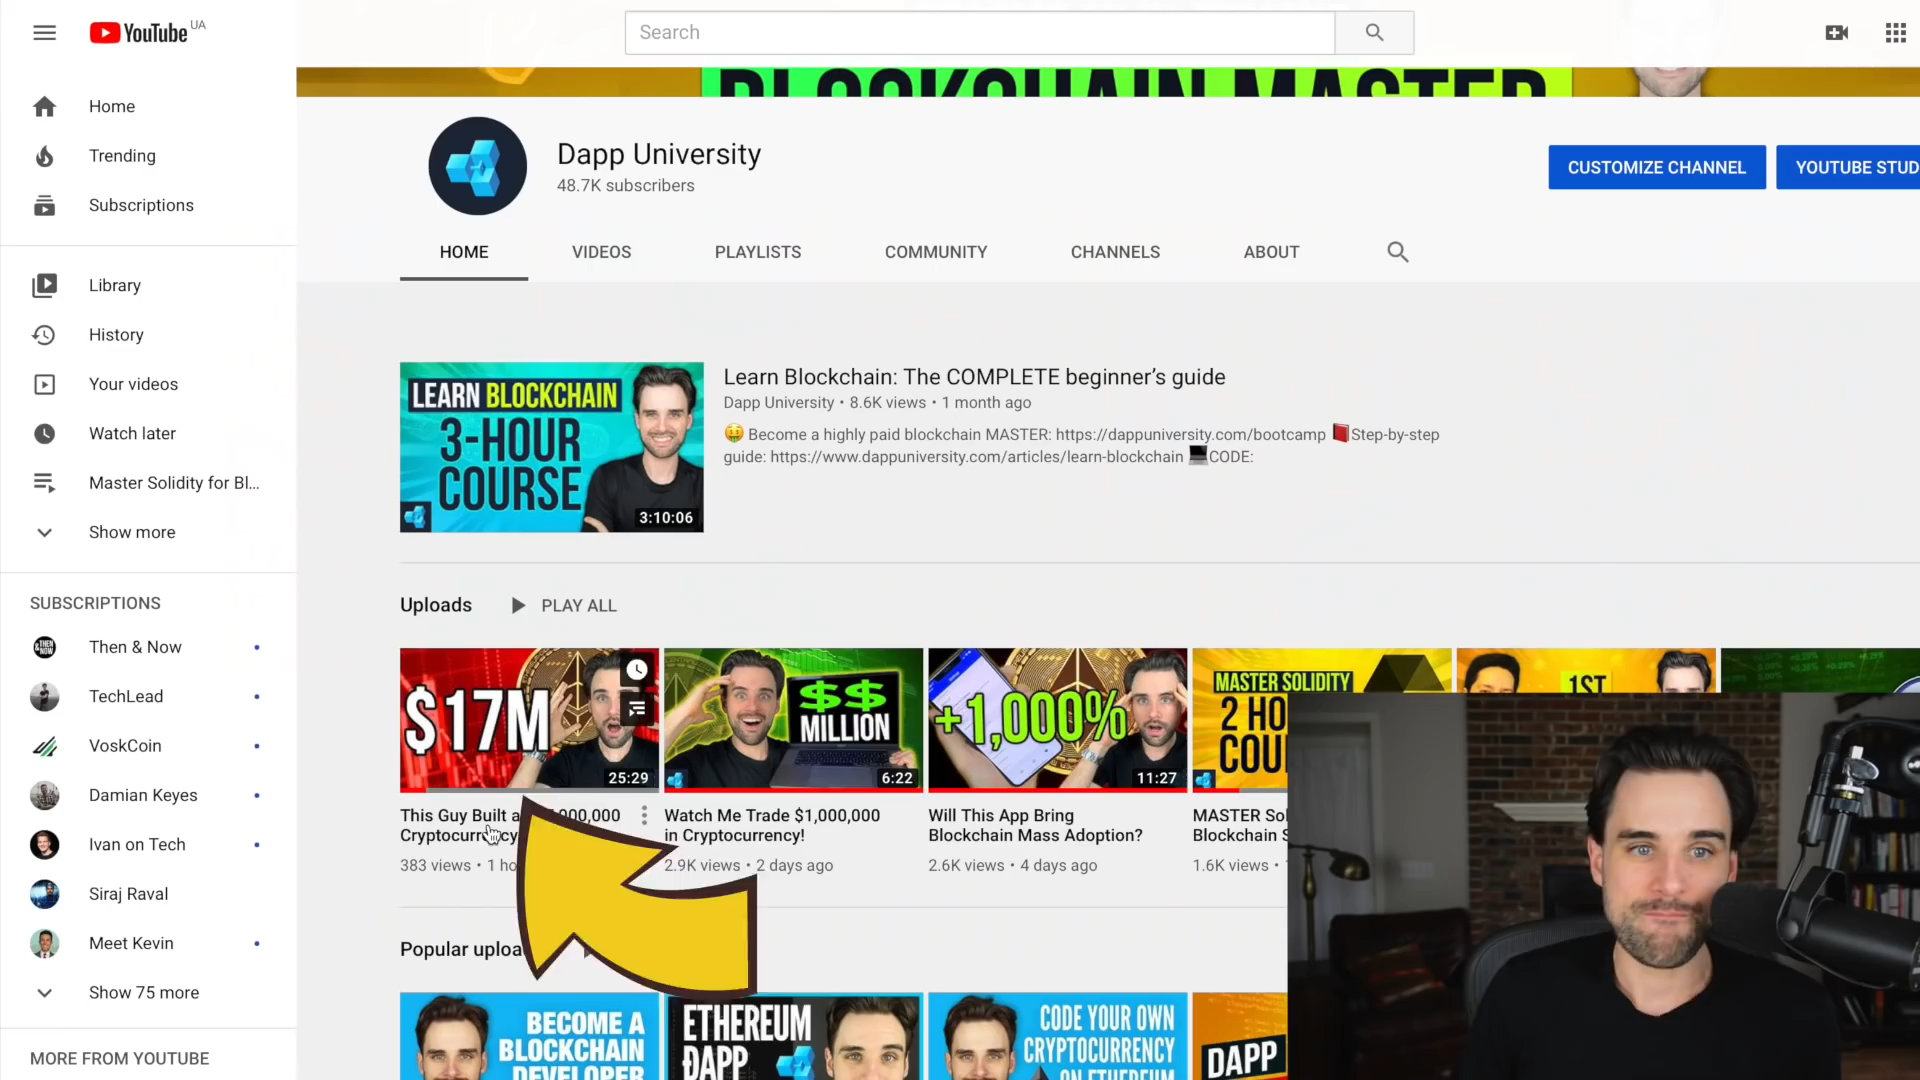 YouTube UA
Search
Home
Trending
Subscriptions
Library
History
Your videos
Watch later
Master Solidity for Bl...
Show more
SUBSCRIPTIONS
Then & Now
TechLead
VoskCoin
Damian Keyes
Ivan on Tech
Siraj Raval
Meet Kevin
Show 75 more
MORE FROM YOUTUBE
BLOCKCHAIN MASTER
Dapp University
48.7K subscribers
CUSTOMIZE CHANNEL
YOUTUBE STUD
HOME
VIDEOS
PLAYLISTS
COMMUNITY
CHANNELS
ABOUT
LEARN BLOCKCHAIN
3-HOUR
COURSE
3:10:06
Learn Blockchain: The COMPLETE beginner's guide
Dapp University • 8.6K views • 1 month ago
🤑 Become a highly paid blockchain MASTER: https://dappuniversity.com/bootcamp 📕Step-by-step
guide: https://www.dappuniversity.com/articles/learn-blockchain 💻CODE:
Uploads
PLAY ALL
$17M
25:29
This Guy Built a 000,000
Cryptocurrency
383 views • 1 ho
$$
MILLION
6:22
Watch Me Trade $1,000,000
in Cryptocurrency!
2.9K views • 2 days ago
+1,000%
11:27
Will This App Bring
Blockchain Mass Adoption?
2.6K views • 4 days ago
MASTER SOLIDITY
2 HO
COU
MASTER Sol
Blockchain S
1.6K views •
1ST
Popular uploa
BECOME A
BLOCKCHAIN
DEVELOPER
ETHEREUM
DAPP
CODE YOUR OWN
CRYPTOCURRENCY
ON ETHEREUM
DAPP